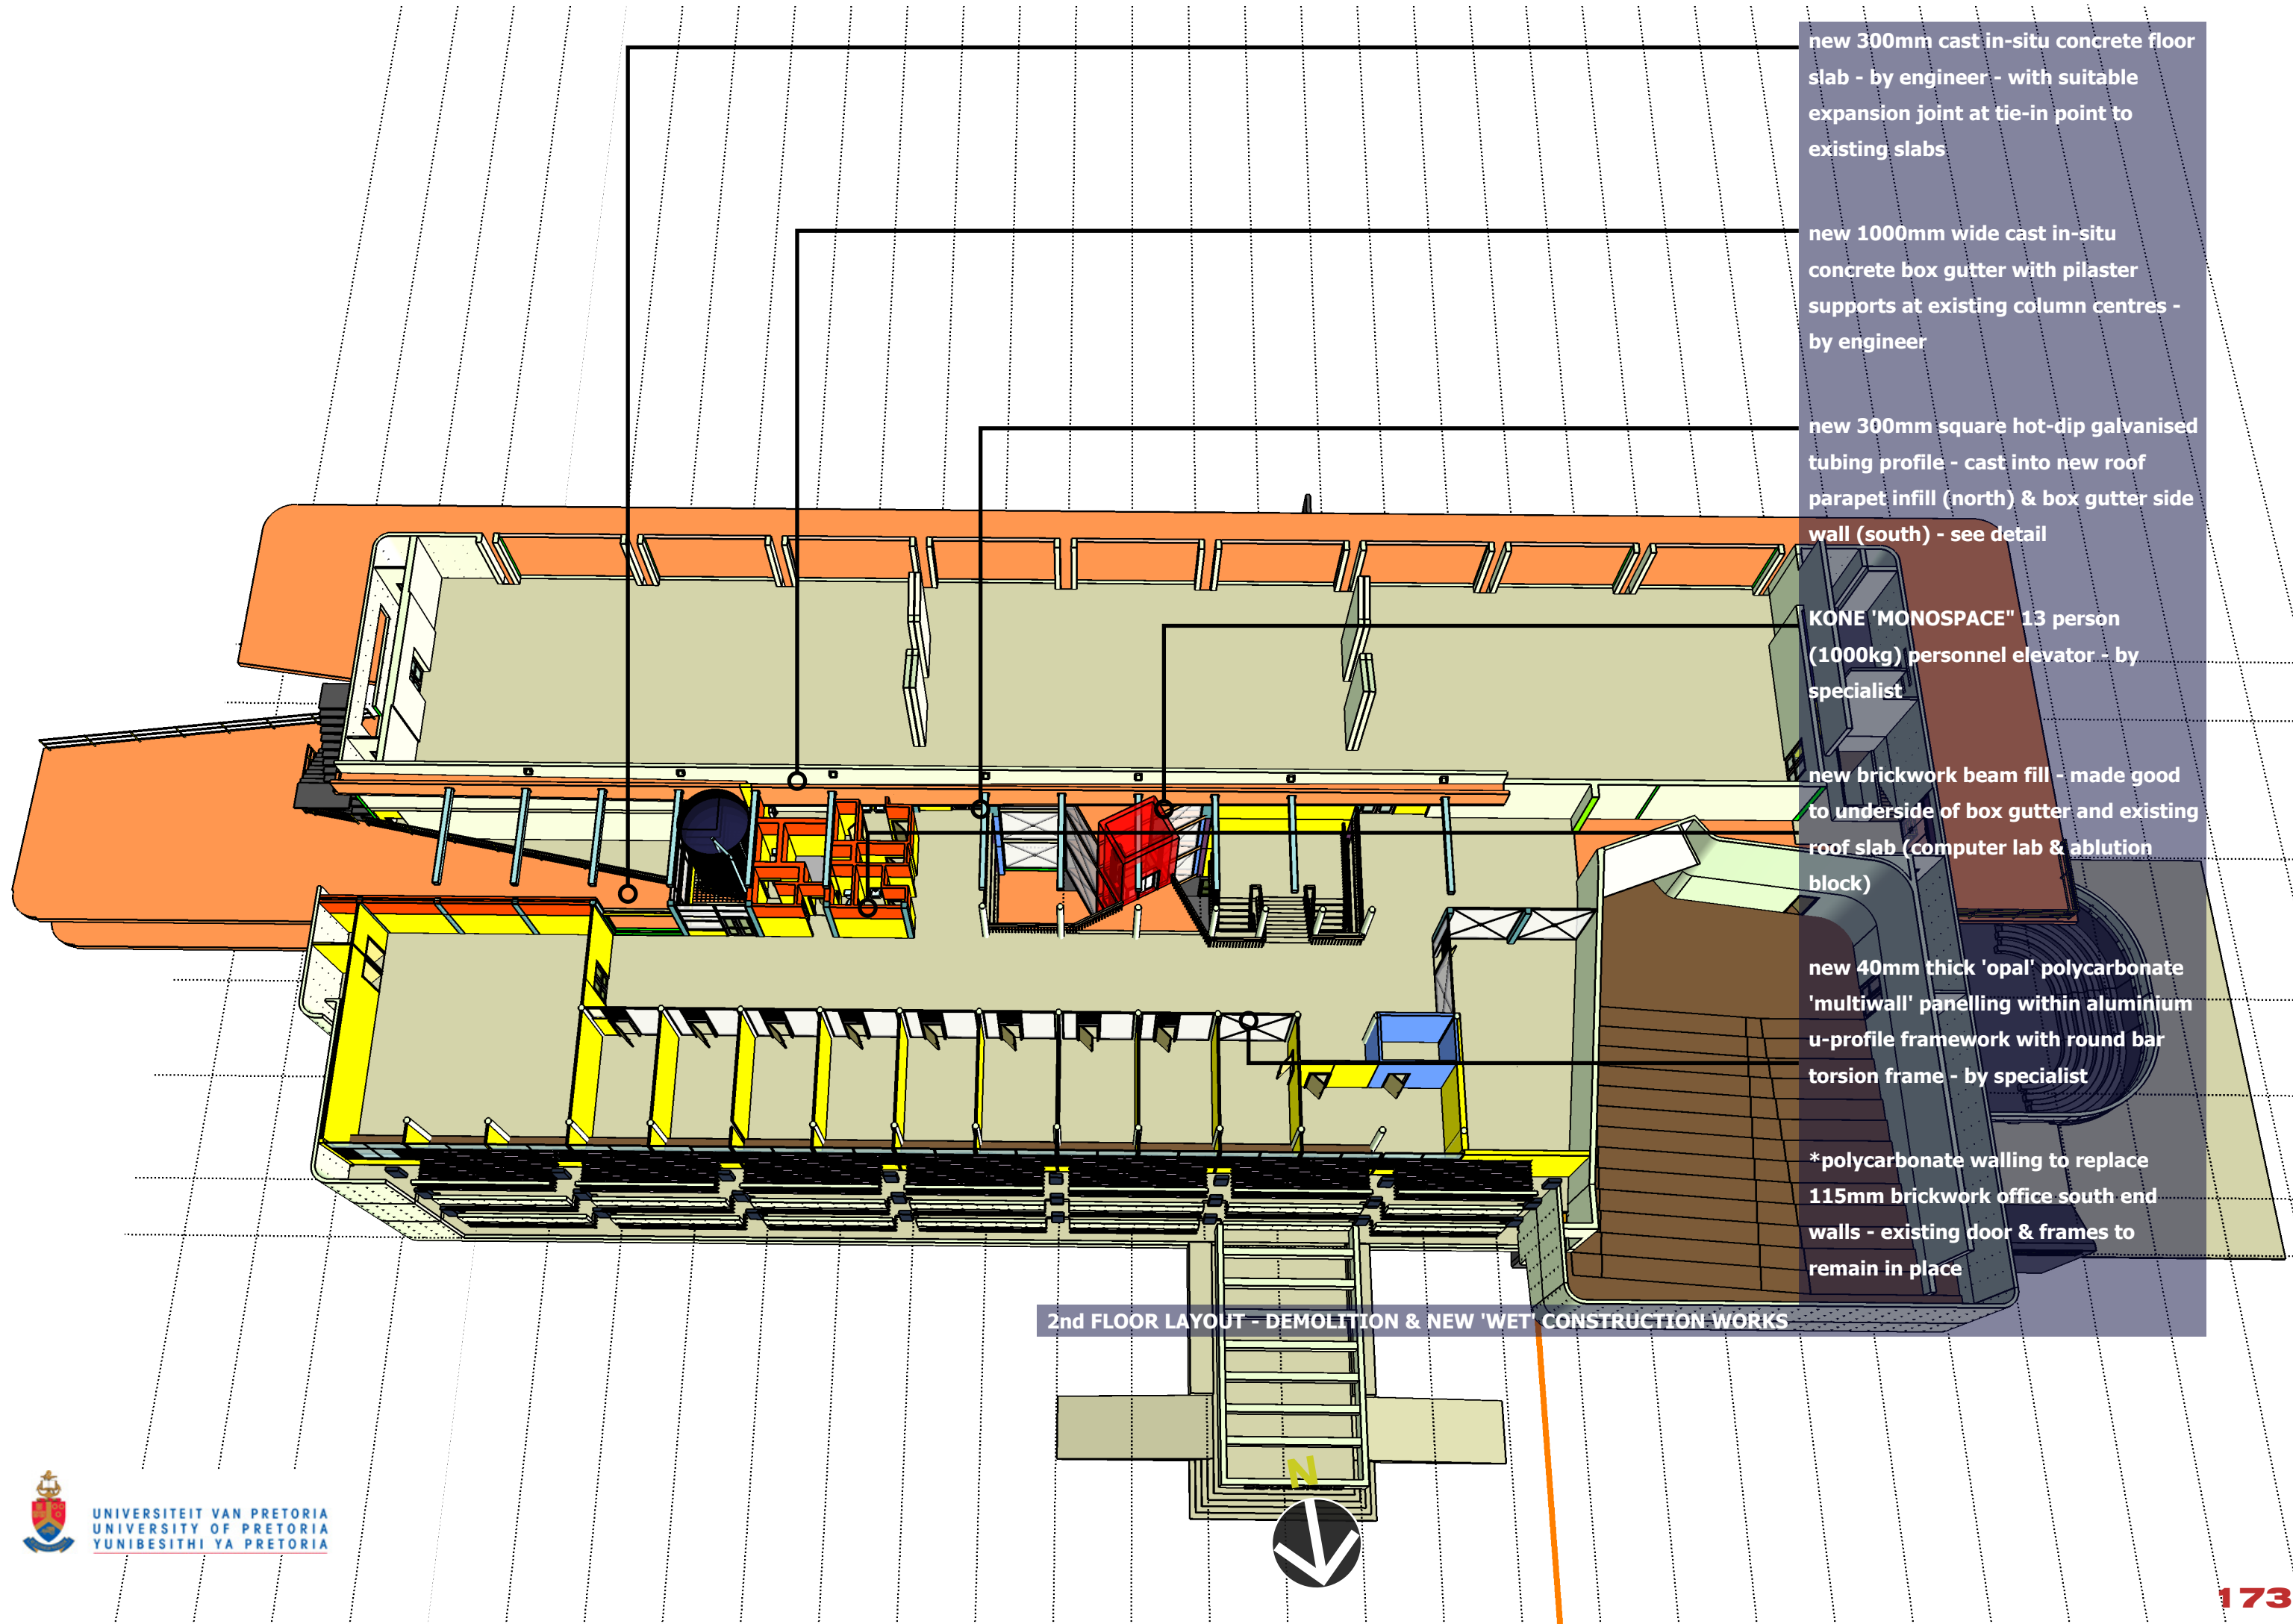 new 300mm cast in-situ concrete floor
slab - by engineer - with suitable
expansion joint at tie-in point to
existing slabs
new 1000mm wide cast in-situ
concrete box gutter with pilaster
supports at existing column centres -
by engineer
new 300mm square hot-dip galvanised
tubing profile - cast into new roof
parapet infill (north) & box gutter side
wall (south) - see detail
KONE 'MONOSPACE" 13 person
(1000kg) personnel elevator - by
specialist
new brickwork beam fill - made good
to underside of box gutter and existing
roof slab (computer lab & ablution
block)
new 40mm thick 'opal' polycarbonate
'multiwall' panelling within aluminium
u-profile framework with round bar
torsion frame - by specialist
*polycarbonate walling to replace
115mm brickwork office south end
walls - existing door & frames to
remain in place
2nd FLOOR LAYOUT - DEMOLITION & NEW 'WET' CONSTRUCTION WORKS
N
UNIVERSITEIT VAN PRETORIA
UNIVERSITY OF PRETORIA
YUNIBESITHI YA PRETORIA
173